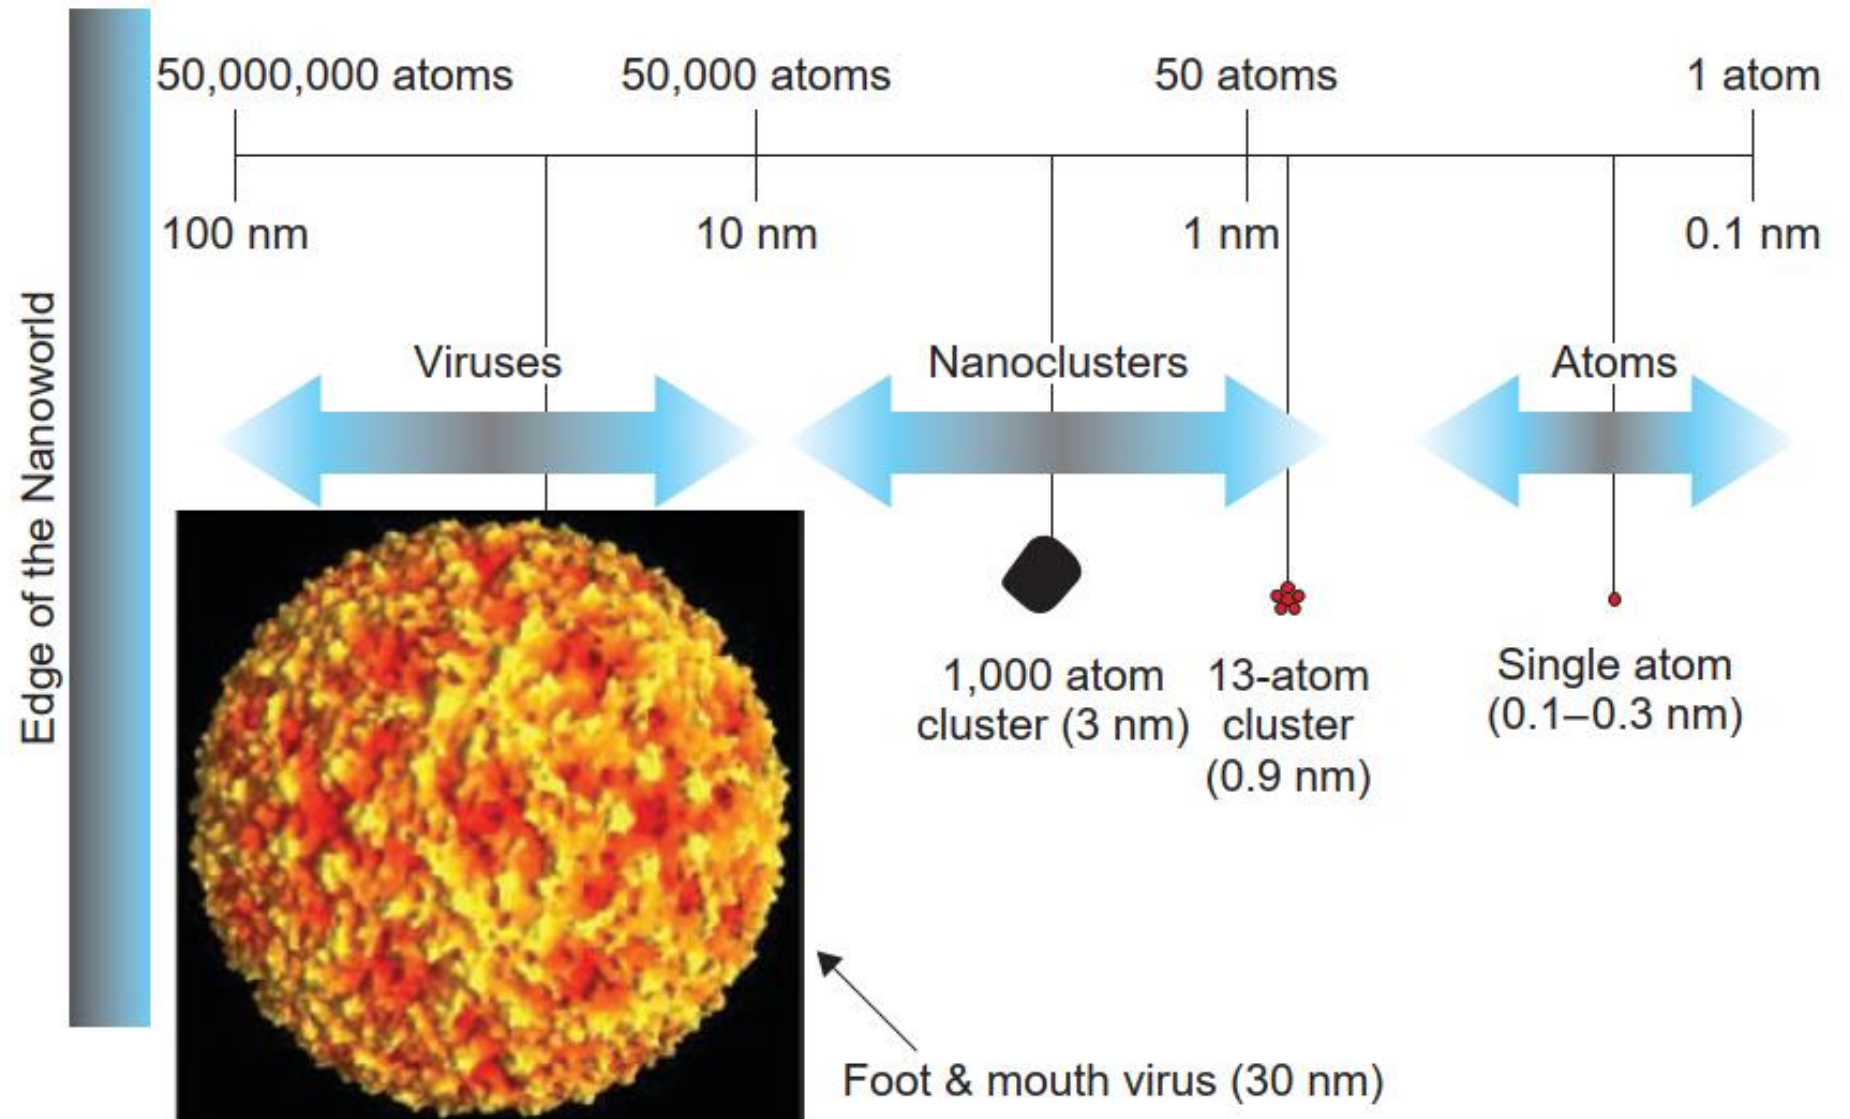 50,000,000 atoms
50,000 atoms
50 atoms
1 atom
100 nm
10 nm
1 nm
0.1 nm
Edge of the Nanoworld
Viruses
Nanoclusters
Atoms
1,000 atom
cluster (3 nm)
13-atom
cluster
(0.9 nm)
Single atom
(0.1–0.3 nm)
Foot & mouth virus (30 nm)